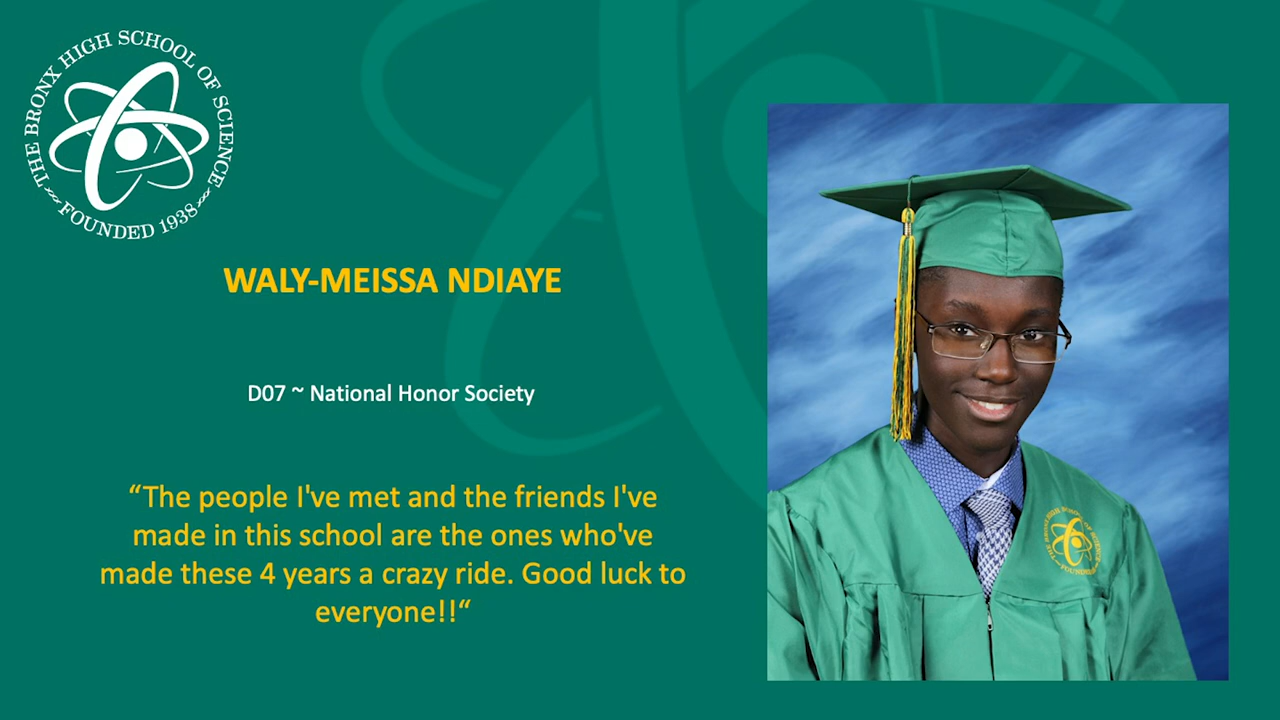 THE BRONX HIGH SCHOOL OF SCIENCE
FOUNDED 1938
WALY-MEISSA NDIAYE
D07 ~ National Honor Society
“The people I've met and the friends I've
made in this school are the ones who've
made these 4 years a crazy ride. Good luck to
everyone!!“